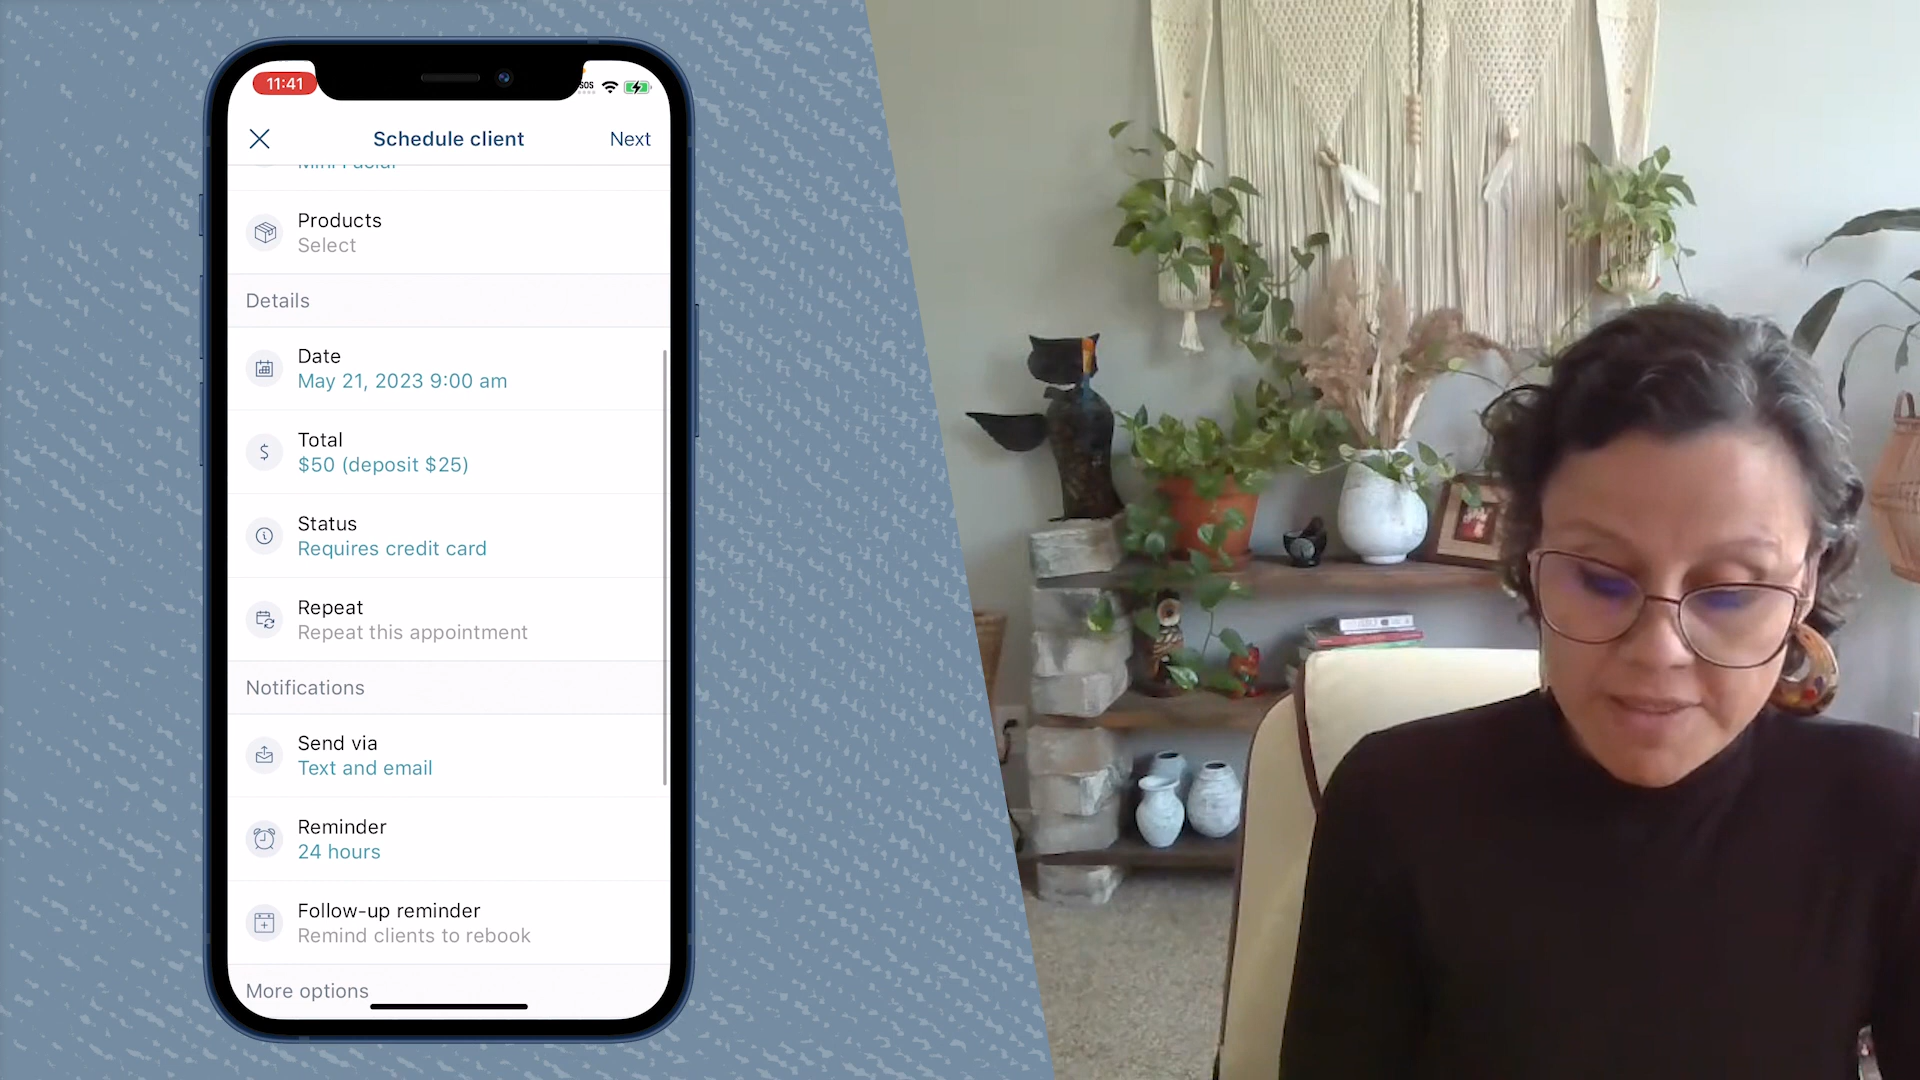 11:41
SOS
Schedule client
Next
Mini Facial
Products
Select
Details
Date
May 21, 2023 9:00 am
Total
$50 (deposit $25)
Status
Requires credit card
Repeat
Repeat this appointment
Notifications
Send via
Text and email
Reminder
24 hours
Follow-up reminder
Remind clients to rebook
More options